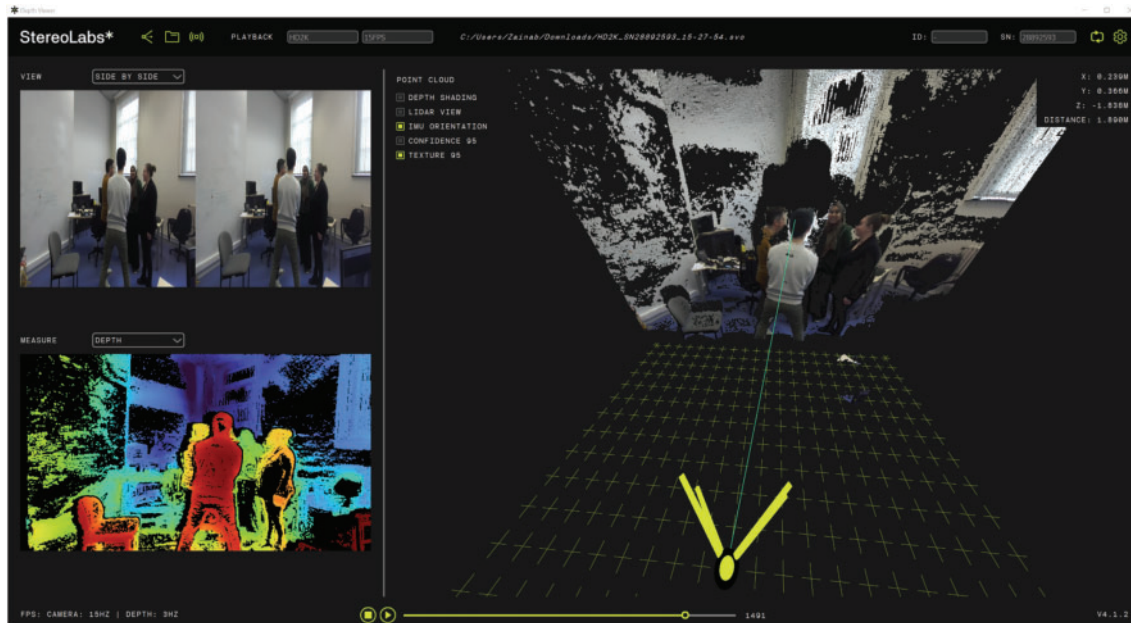 Depth Viewer
StereoLabs* PLAYBACK HD2K 15FPS C:/Users/Zainab/Downloads/HD2K_SN28892593_15-27-54.svo ID: - SN: 28892593
VIEW SIDE BY SIDE
POINT CLOUD
DEPTH SHADING
LIDAR VIEW
IMU ORIENTATION
CONFIDENCE 95
TEXTURE 95
X: 0.239M
Y: 0.366M
Z: -1.838M
DISTANCE: 1.890M
MEASURE DEPTH
FPS: CAMERA: 15HZ | DEPTH: 3HZ
1491
V4.1.2